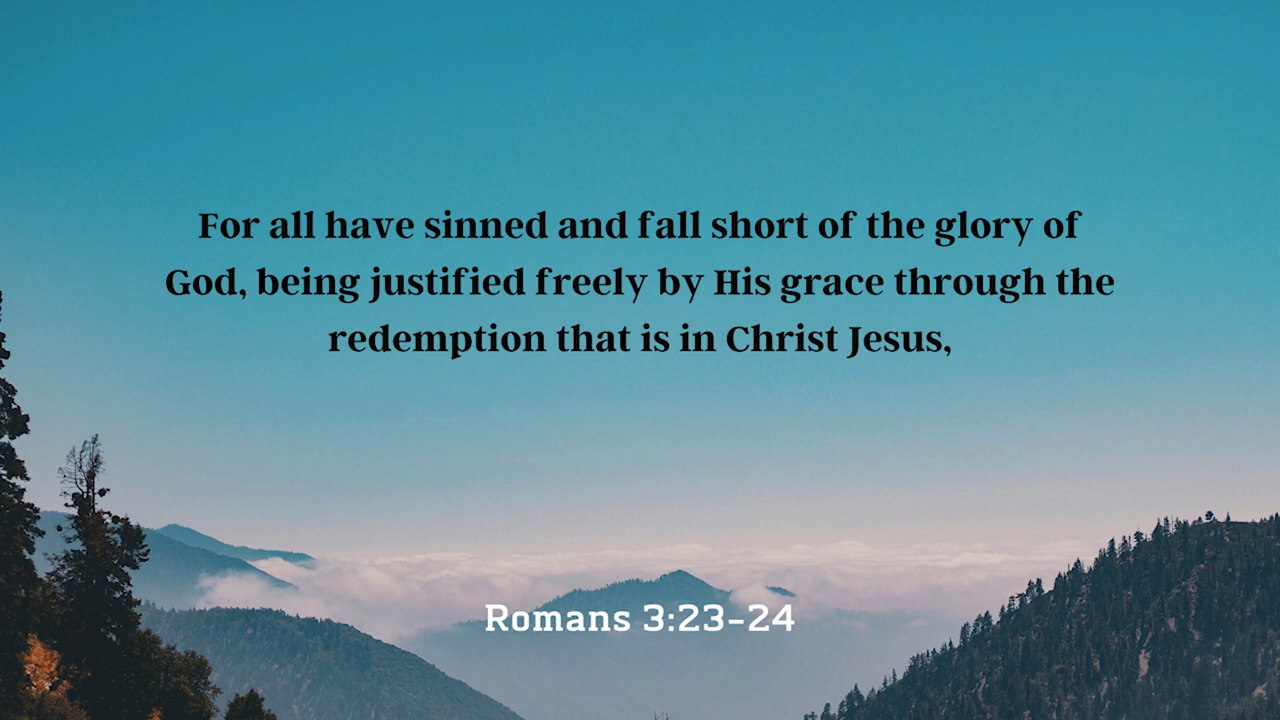 For all have sinned and fall short of the glory of
God, being justified freely by His grace through the
redemption that is in Christ Jesus,
Romans 3:23-24